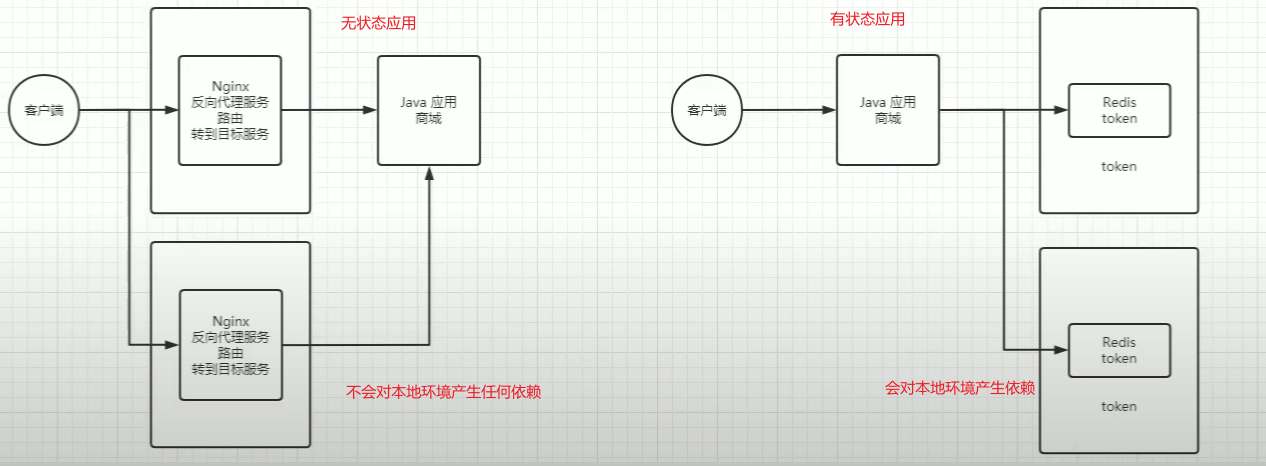 无状态应用
客户端
Nginx
反向代理服务
路由
转到目标服务
Java 应用
商城
Nginx
反向代理服务
路由
转到目标服务
不会对本地环境产生任何依赖
有状态应用
客户端
Java 应用
商城
Redis
token
token
Redis
token
token
会对本地环境产生依赖